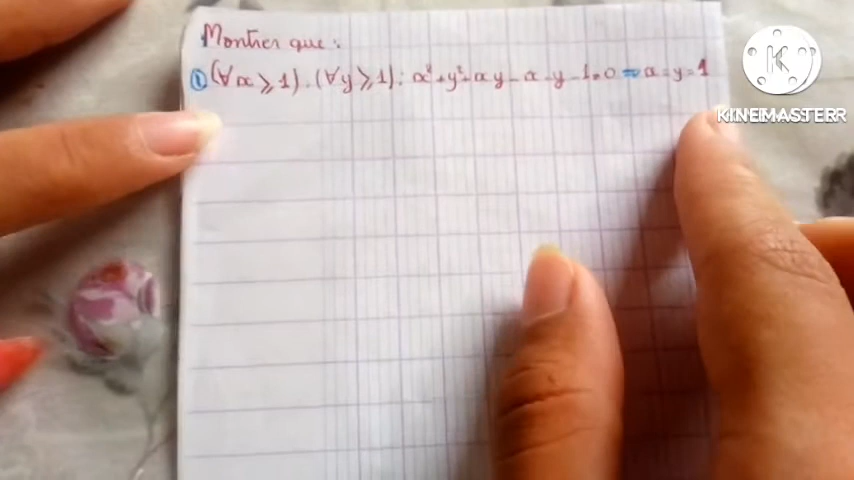 Montrer que :
① (∀x ⩾ 1). (∀y ⩾ 1): x² + y² + xy - x - y - 1 = 0 ⇒ x = y = 1
K
KINEMASTER